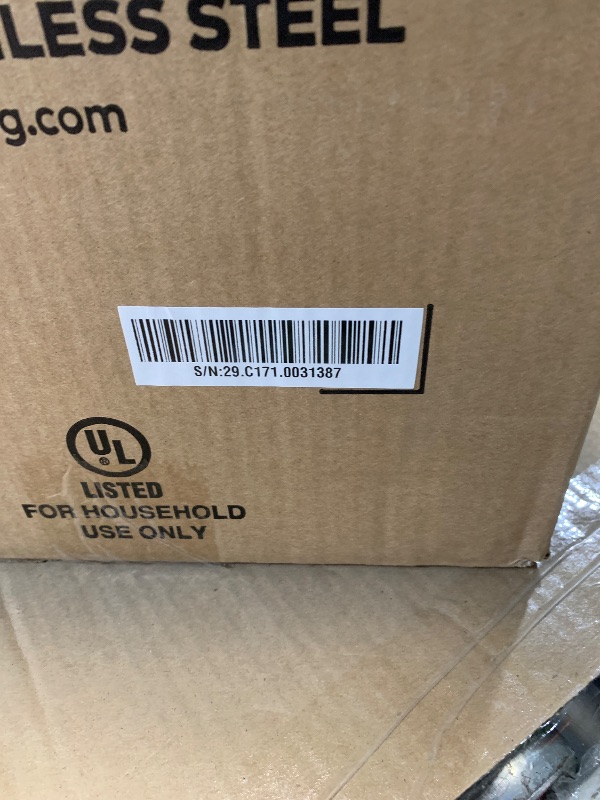 LESS STEEL
g.com
S/N:29.C171.0031387
UL
®
LISTED
FOR HOUSEHOLD
USE ONLY